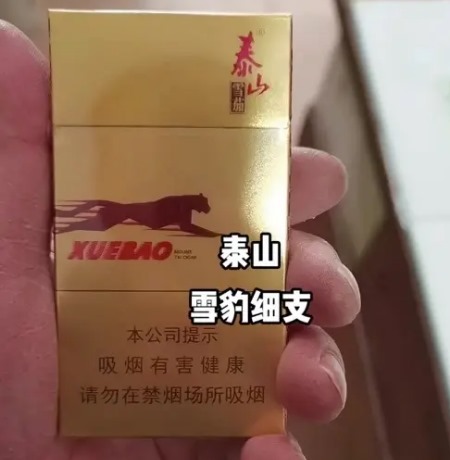 泰山
雪茄
XUEBAO
泰山
雪豹细支
本公司提示
吸烟有害健康
请勿在禁烟场所吸烟